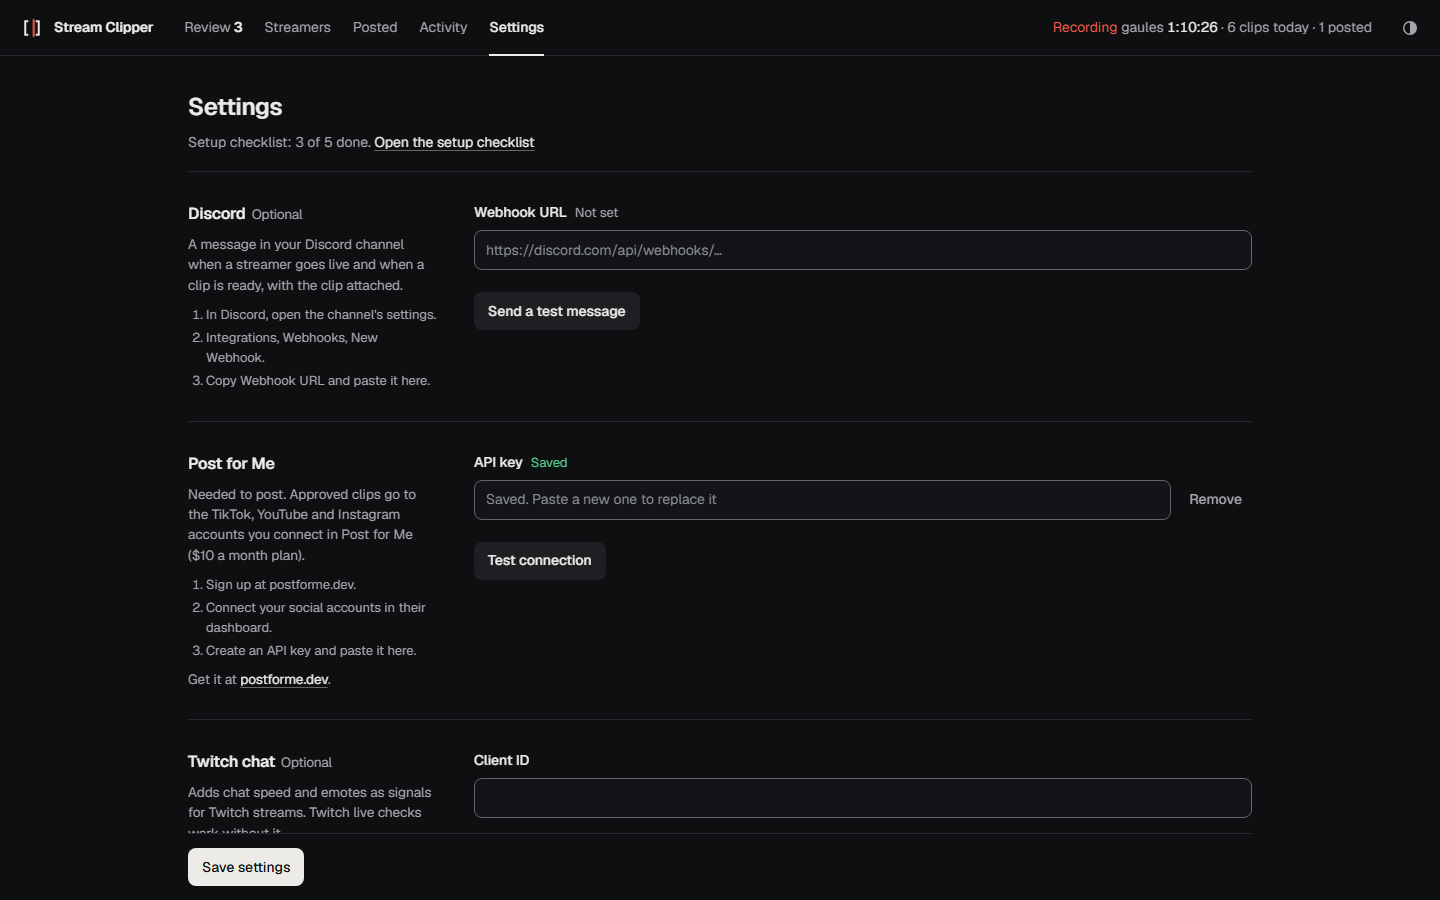 Stream Clipper Review 3 Streamers Posted Activity Settings Recording gaules 1:10:26 · 6 clips today · 1 posted
Settings
Setup checklist: 3 of 5 done. Open the setup checklist
Discord Optional
A message in your Discord channel
when a streamer goes live and when a
clip is ready, with the clip attached.
1. In Discord, open the channel's settings.
2. Integrations, Webhooks, New
Webhook.
3. Copy Webhook URL and paste it here.
Webhook URL Not set
https://discord.com/api/webhooks/…
Send a test message
Post for Me
Needed to post. Approved clips go to
the TikTok, YouTube and Instagram
accounts you connect in Post for Me
($10 a month plan).
1. Sign up at postforme.dev.
2. Connect your social accounts in their
dashboard.
3. Create an API key and paste it here.
Get it at postforme.dev.
API key Saved
Saved. Paste a new one to replace it
Remove
Test connection
Twitch chat Optional
Adds chat speed and emotes as signals
for Twitch streams. Twitch live checks
work without it.
Client ID
Save settings